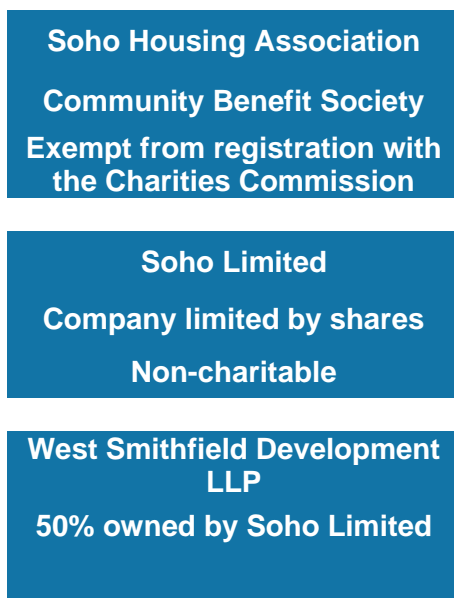 Soho Housing Association
Community Benefit Society
Exempt from registration with
the Charities Commission
Soho Limited
Company limited by shares
Non-charitable
West Smithfield Development
LLP
50% owned by Soho Limited